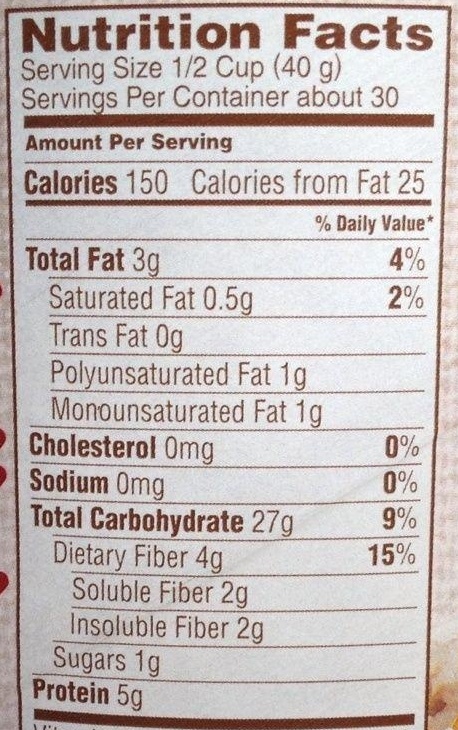 Nutrition Facts
Serving Size 1/2 Cup (40 g)
Servings Per Container about 30
Amount Per Serving
Calories 150 Calories from Fat 25
% Daily Value*
Total Fat 3g 4%
Saturated Fat 0.5g 2%
Trans Fat 0g
Polyunsaturated Fat 1g
Monounsaturated Fat 1g
Cholesterol 0mg 0%
Sodium 0mg 0%
Total Carbohydrate 27g 9%
Dietary Fiber 4g 15%
Soluble Fiber 2g
Insoluble Fiber 2g
Sugars 1g
Protein 5g